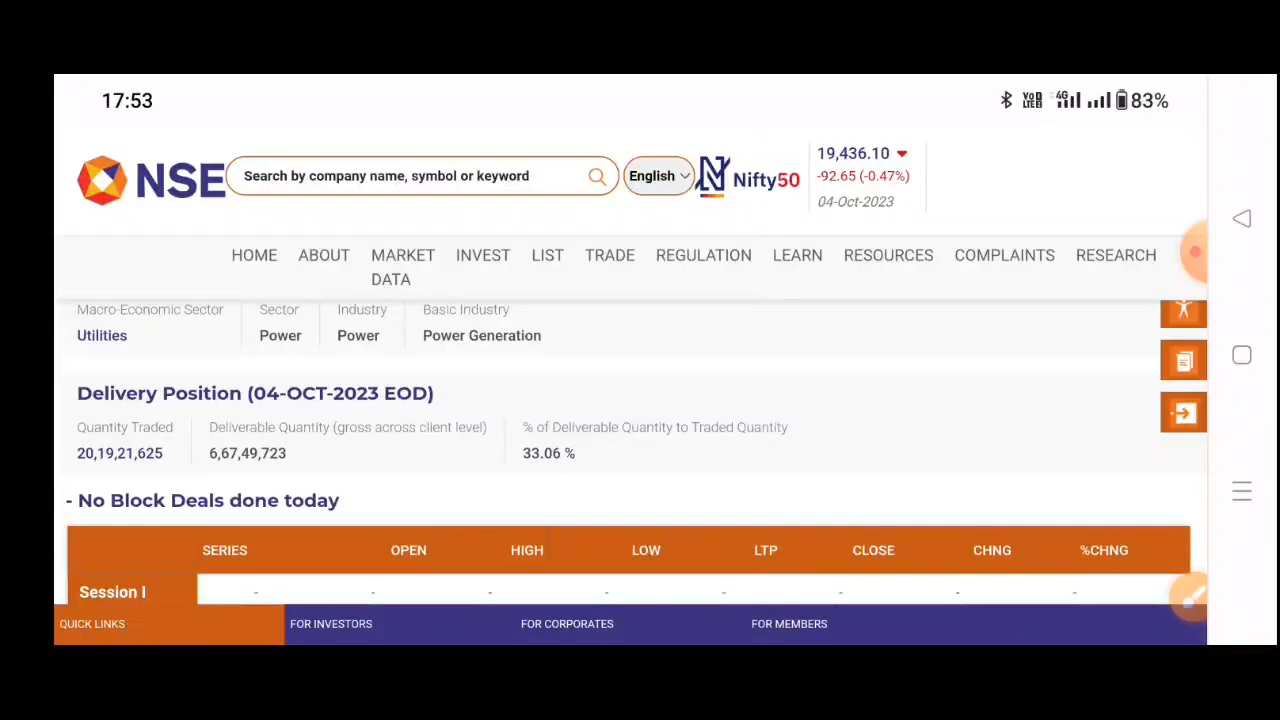 17:53
VoD LTED 4G 83%
NSE
Search by company name, symbol or keyword
English
Nifty50
19,436.10
-92.65 (-0.47%)
04-Oct-2023
HOME ABOUT MARKET DATA INVEST LIST TRADE REGULATION LEARN RESOURCES COMPLAINTS RESEARCH
Macro-Economic Sector Sector Industry Basic Industry
Utilities Power Power Power Generation
Delivery Position (04-OCT-2023 EOD)
Quantity Traded Deliverable Quantity (gross across client level) % of Deliverable Quantity to Traded Quantity
20,19,21,625 6,67,49,723 33.06 %
- No Block Deals done today
SERIES OPEN HIGH LOW LTP CLOSE CHNG %CHNG
Session I - - - - - - - -
QUICK LINKS FOR INVESTORS FOR CORPORATES FOR MEMBERS